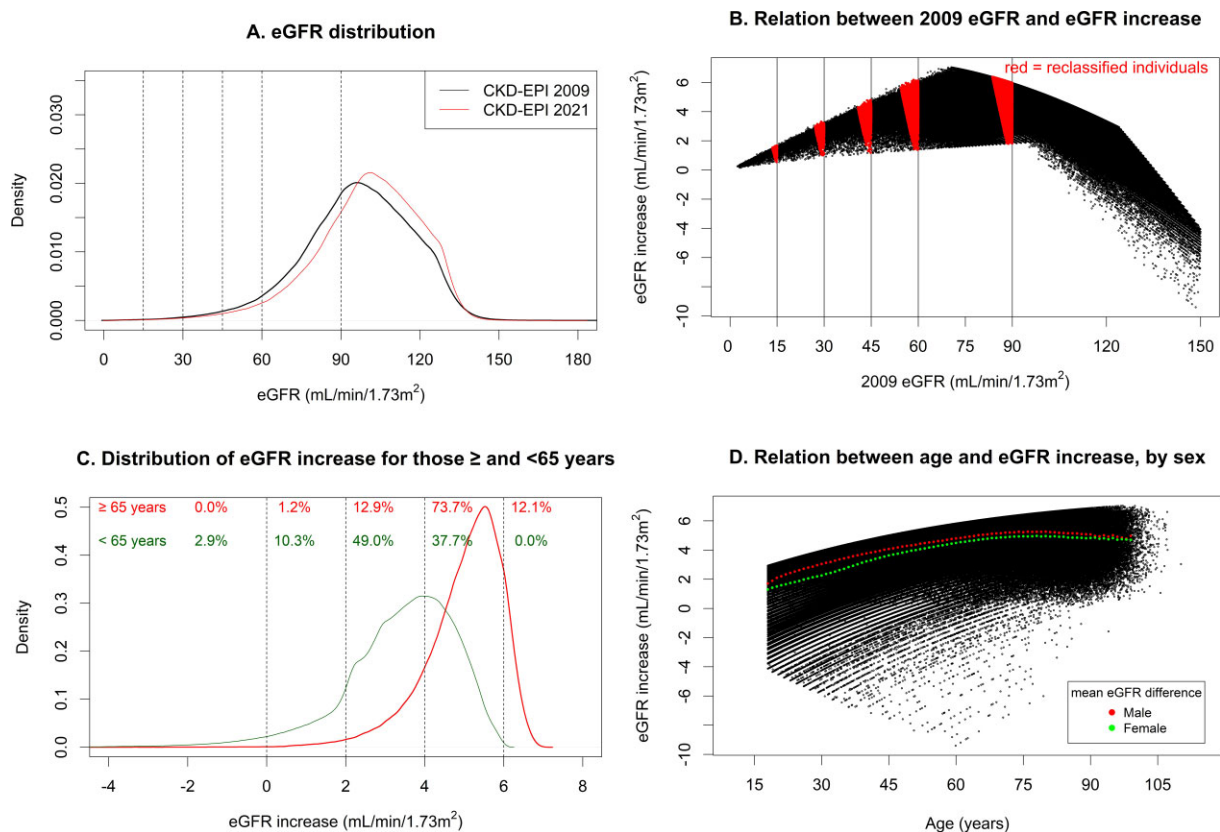 A. eGFR distribution
CKD-EPI 2009
CKD-EPI 2021
Density
0.000
0.010
0.020
0.030
0 30 60 90 120 150 180
eGFR (mL/min/1.73m²)
B. Relation between 2009 eGFR and eGFR increase
red = reclassified individuals
eGFR increase (mL/min/1.73m²)
6
4
2
0
-2
-4
-6
-10
0 15 30 45 60 75 90 120 150
2009 eGFR (mL/min/1.73m²)
C. Distribution of eGFR increase for those ≥ and <65 years
≥ 65 years 0.0% 1.2% 12.9% 73.7% 12.1%
< 65 years 2.9% 10.3% 49.0% 37.7% 0.0%
Density
0.0
0.1
0.2
0.3
0.4
0.5
-4 -2 0 2 4 6 8
eGFR increase (mL/min/1.73m²)
D. Relation between age and eGFR increase, by sex
eGFR increase (mL/min/1.73m²)
6
4
2
0
-2
-4
-6
-10
mean eGFR difference
Male
Female
15 30 45 60 75 90 105
Age (years)